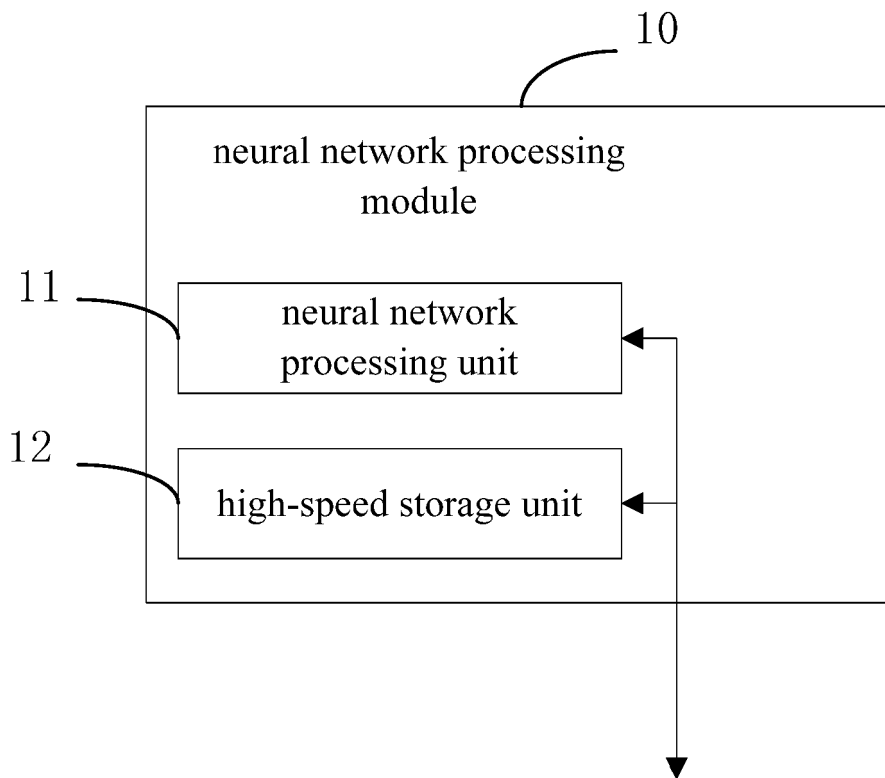 10
neural network processing
module
11
neural network
processing unit
12
high-speed storage unit